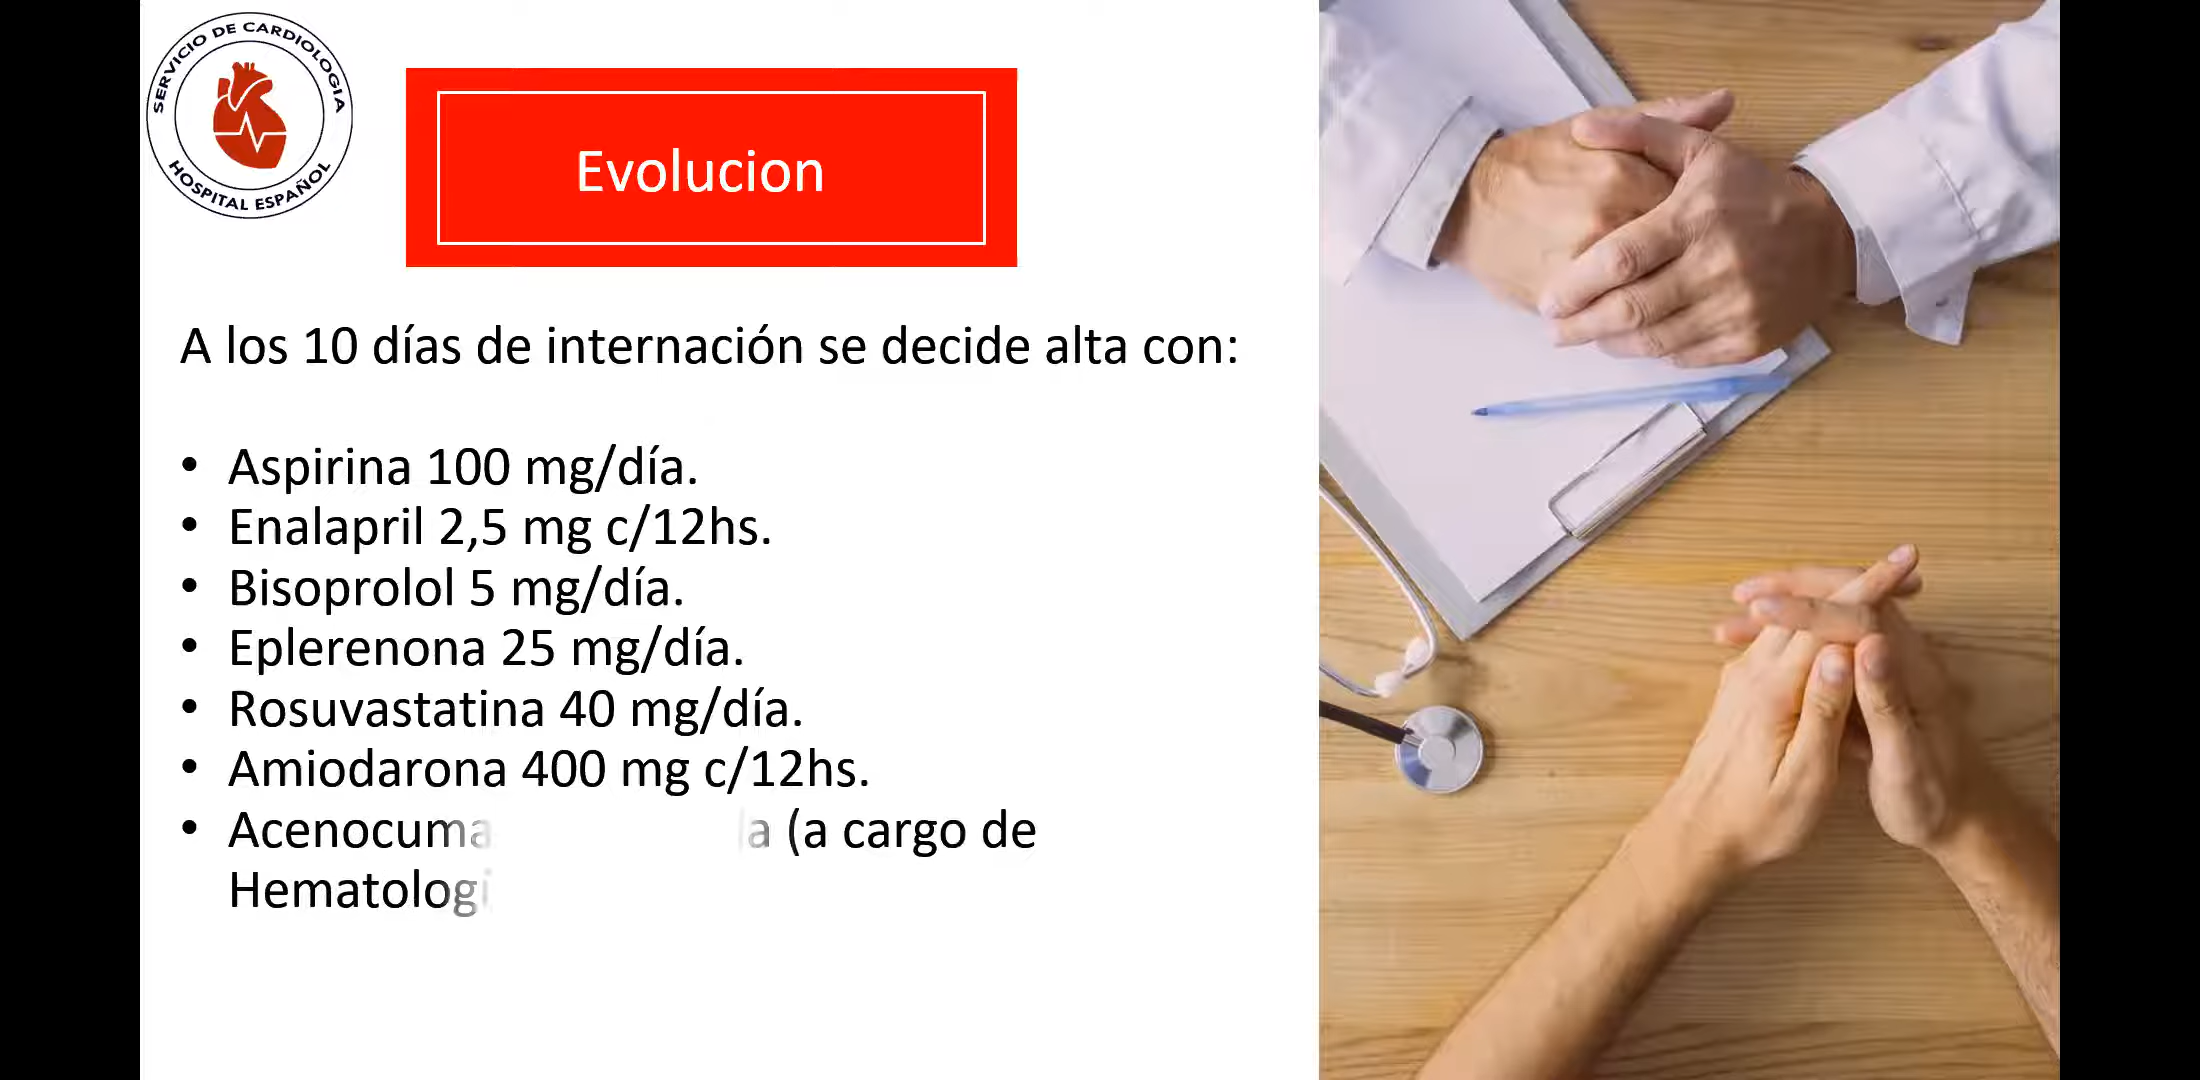 SERVICIO DE CARDIOLOGIA
HOSPITAL ESPAÑOL
Evolucion
A los 10 días de internación se decide alta con:
• Aspirina 100 mg/día.
• Enalapril 2,5 mg c/12hs.
• Bisoprolol 5 mg/día.
• Eplerenona 25 mg/día.
• Rosuvastatina 40 mg/día.
• Amiodarona 400 mg c/12hs.
• (a cargo de